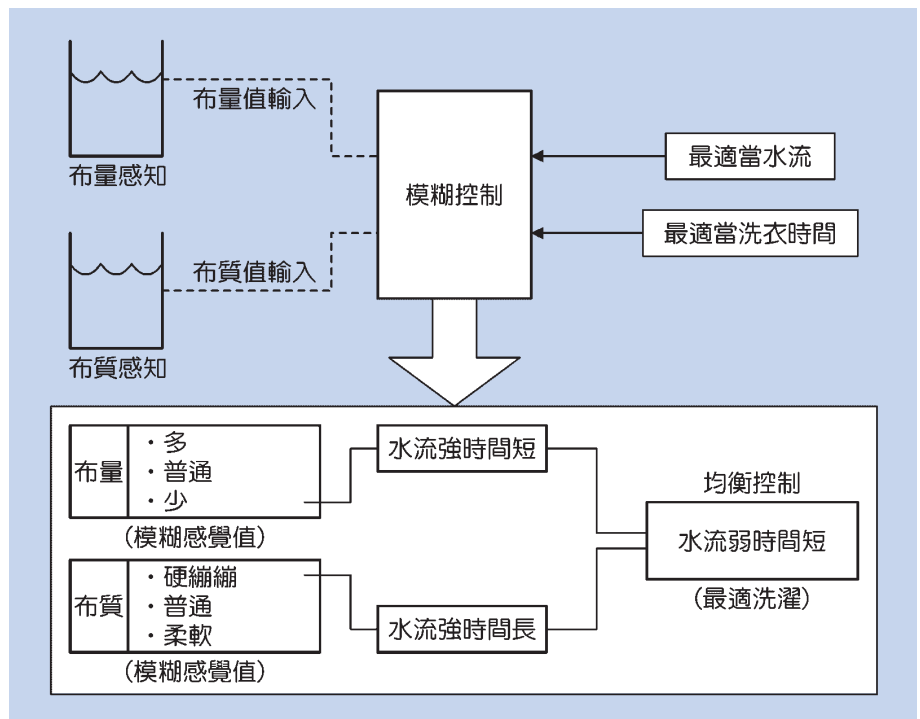 布量值輸入
布量感知
布質值輸入
布質感知
模糊控制
最適當水流
最適當洗衣時間
布量
・多
・普通
・少
(模糊感覺值)
布質
・硬繃繃
・普通
・柔軟
(模糊感覺值)
水流強時間短
水流強時間長
均衡控制
水流弱時間短
(最適洗濯)